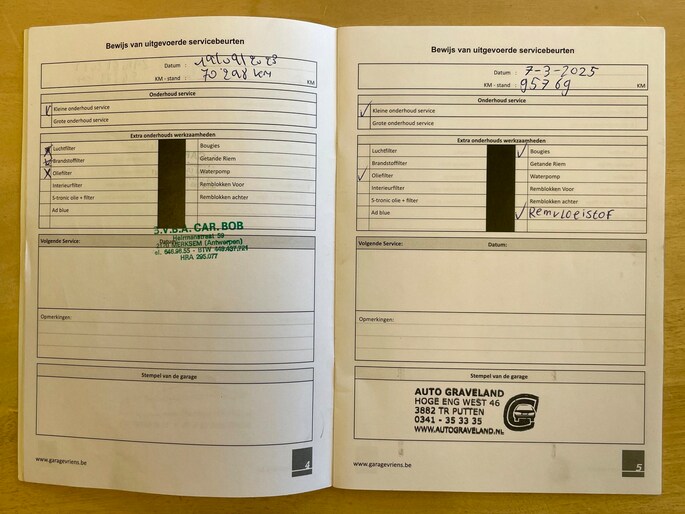 Bewijs van uitgevoerde servicebeurten
Datum : 19/09/2023
KM - stand : 70 298 KM KM
Onderhoud service
Kleine onderhoud service
Grote onderhoud service
Extra onderhouds werkzaamheden
Luchtfilter Bougies
Brandstoffilter Getande Riem
Oliefilter Waterpomp
Interieurfilter Remblokken Voor
S-tronic olie + filter Remblokken achter
Ad blue
S.V.B.A. CAR. BOB
Volgende Service: Datum:
MERKSEM (Antwerpen)
HRA 295.077
Opmerkingen:
Stempel van de garage
www.garagevriens.be
4
Bewijs van uitgevoerde servicebeurten
Datum : 7-3-2025
KM - stand : 95769 KM
Onderhoud service
Kleine onderhoud service
Grote onderhoud service
Extra onderhouds werkzaamheden
Luchtfilter Bougies
Brandstoffilter Getande Riem
Oliefilter Waterpomp
Interieurfilter Remblokken Voor
S-tronic olie + filter Remblokken achter
Ad blue Remvloeistof
Volgende Service: Datum:
Opmerkingen:
Stempel van de garage
AUTO GRAVELAND
HOGE ENG WEST 46
3882 TR PUTTEN
0341 - 35 33 35
WWW.AUTOGRAVELAND.NL
www.garagevriens.be
5